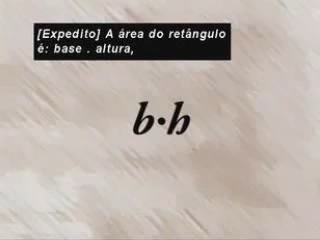 [Expedito] A área do retângulo
é: base . altura,
b·h